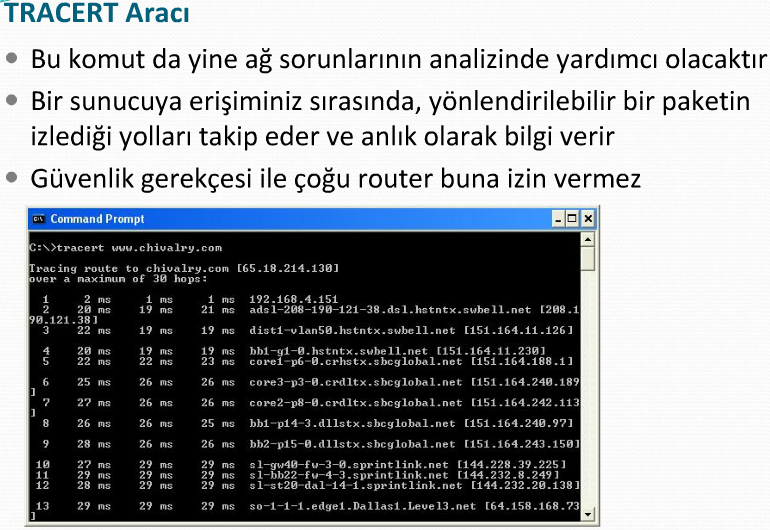 TRACERT Aracı
Bu komut da yine ağ sorunlarının analizinde yardımcı olacaktır
Bir sunucuya erişiminiz sırasında, yönlendirilebilir bir paketin
izlediği yolları takip eder ve anlık olarak bilgi verir
Güvenlik gerekçesi ile çoğu router buna izin vermez
Command Prompt
C:\>tracert www.chivalry.com
Tracing route to chivalry.com [65.18.214.130]
over a maximum of 30 hops:
1 2 ms 1 ms 1 ms 192.168.4.151
2 20 ms 19 ms 21 ms adsl-208-190-121-38.dsl.hstntx.swbell.net [208.1
90.121.38]
3 22 ms 19 ms 19 ms dist1-vlan50.hstntx.swbell.net [151.164.11.126]
4 20 ms 19 ms 19 ms bb1-g1-0.hstntx.swbell.net [151.164.11.230]
5 22 ms 22 ms 23 ms core1-p6-0.crhstx.sbcglobal.net [151.164.188.1]
6 25 ms 26 ms 26 ms core3-p3-0.crdltx.sbcglobal.net [151.164.240.189
]
7 27 ms 26 ms 26 ms core2-p8-0.crdltx.sbcglobal.net [151.164.242.113
]
8 26 ms 26 ms 25 ms bb1-p14-3.dllstx.sbcglobal.net [151.164.240.97]
9 28 ms 26 ms 26 ms bb2-p15-0.dllstx.sbcglobal.net [151.164.243.150]
10 27 ms 29 ms 29 ms sl-gw40-fw-3-0.sprintlink.net [144.228.39.225]
11 29 ms 29 ms 29 ms sl-bb22-fw-4-3.sprintlink.net [144.232.8.249]
12 28 ms 29 ms 29 ms sl-st20-dal-14-1.sprintlink.net [144.232.20.138]
13 29 ms 29 ms 29 ms so-1-1-1.edge1.Dallas1.Level3.net [64.158.168.73
]